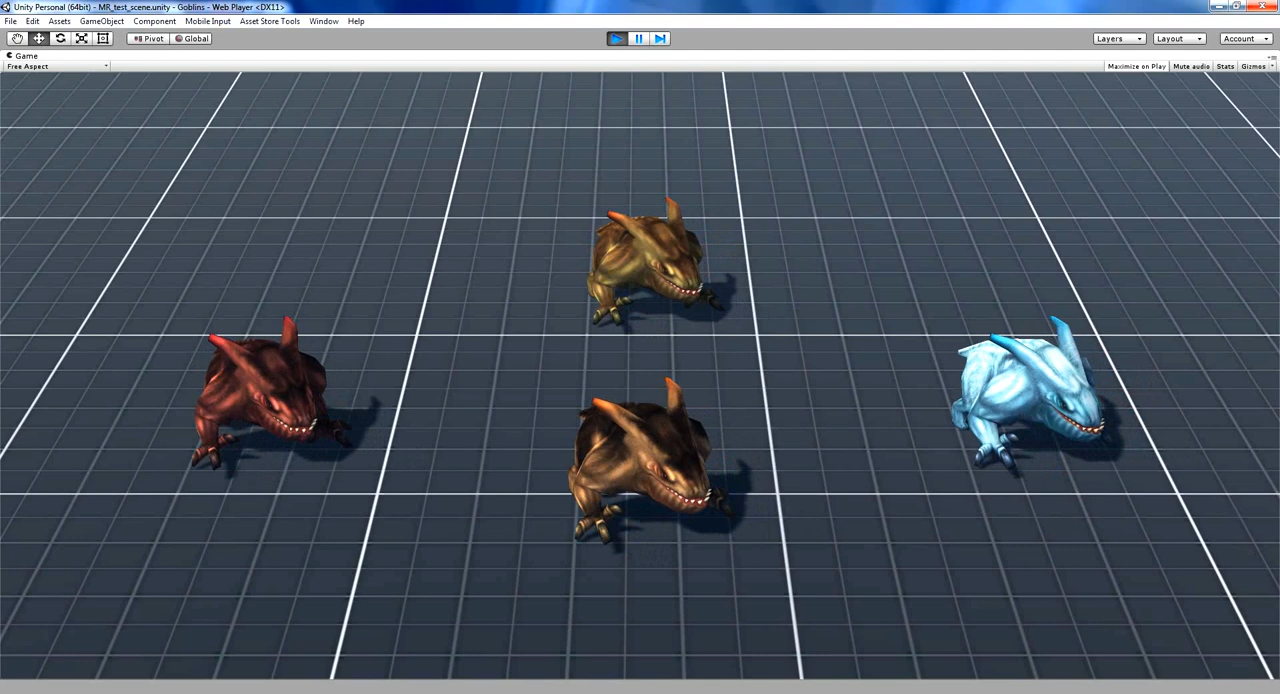 Unity Personal (64bit) - MR_test_scene.unity - Goblins - Web Player <DX11>
File Edit Assets GameObject Component Mobile Input Asset Store Tools Window Help
Pivot Global Layers Layout Account
Game
Free Aspect Maximize on Play Mute audio Stats Gizmos